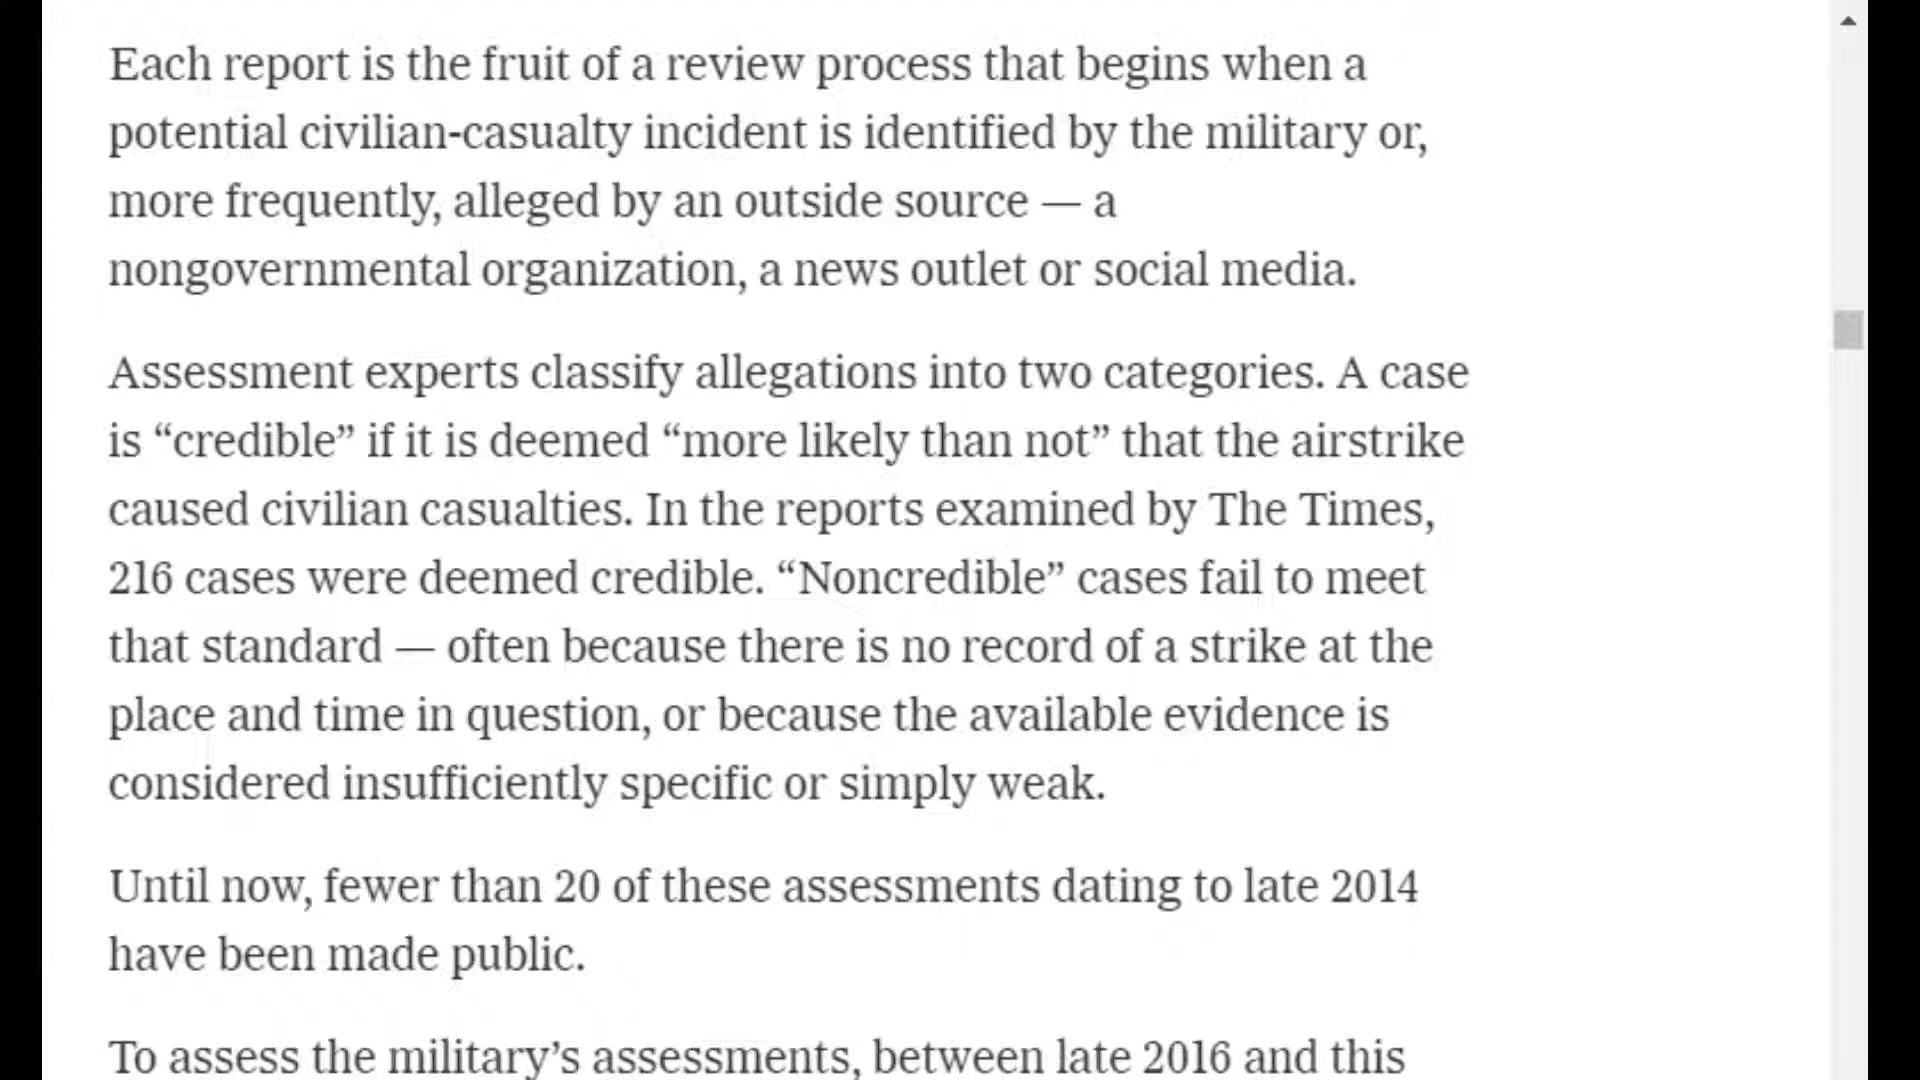 Each report is the fruit of a review process that begins when a
potential civilian-casualty incident is identified by the military or,
more frequently, alleged by an outside source — a
nongovernmental organization, a news outlet or social media.
Assessment experts classify allegations into two categories. A case
is “credible” if it is deemed “more likely than not” that the airstrike
caused civilian casualties. In the reports examined by The Times,
216 cases were deemed credible. “Noncredible” cases fail to meet
that standard — often because there is no record of a strike at the
place and time in question, or because the available evidence is
considered insufficiently specific or simply weak.
Until now, fewer than 20 of these assessments dating to late 2014
have been made public.
To assess the military’s assessments, between late 2016 and this